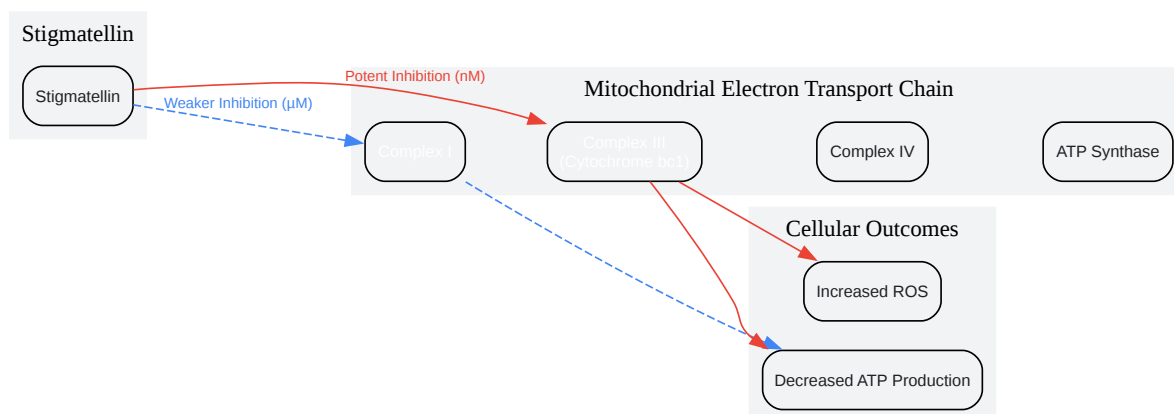 Stigmatellin
Stigmatellin
Potent Inhibition (nM)
Weaker Inhibition (µM)
Mitochondrial Electron Transport Chain
Complex I
Complex III
(Cytochrome bc1)
Complex IV
ATP Synthase
Cellular Outcomes
Increased ROS
Decreased ATP Production